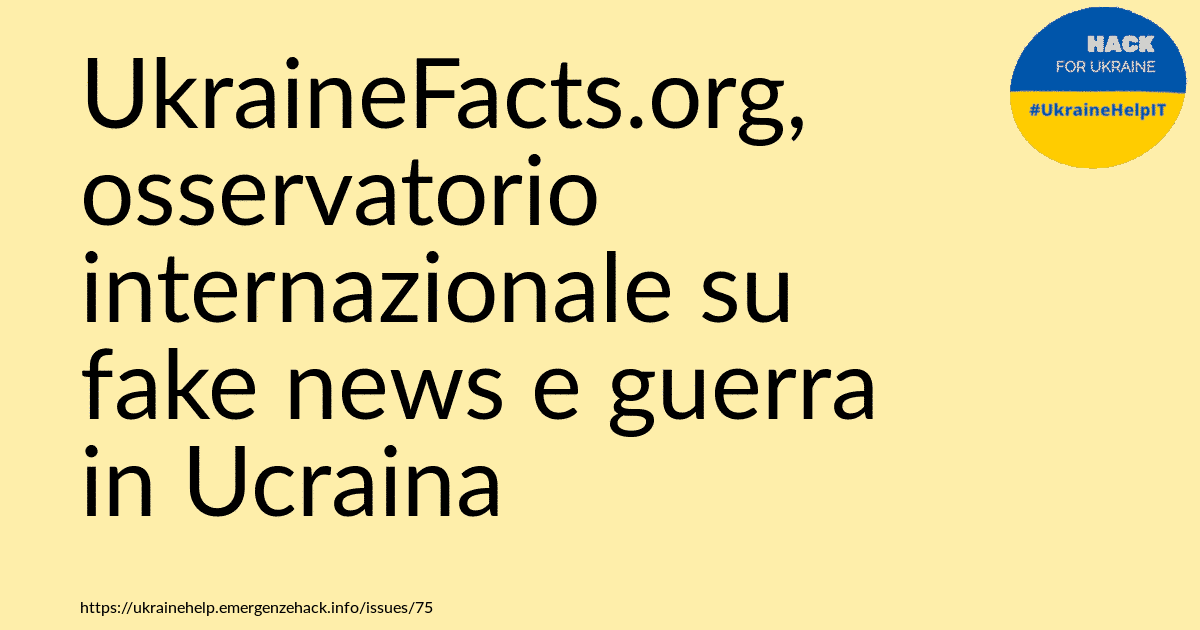 UkraineFacts.org,
osservatorio
internazionale su
fake news e guerra
in Ucraina
HACK
FOR UKRAINE
#UkraineHelpIT
https://ukrainehelp.emergenzehack.info/issues/75